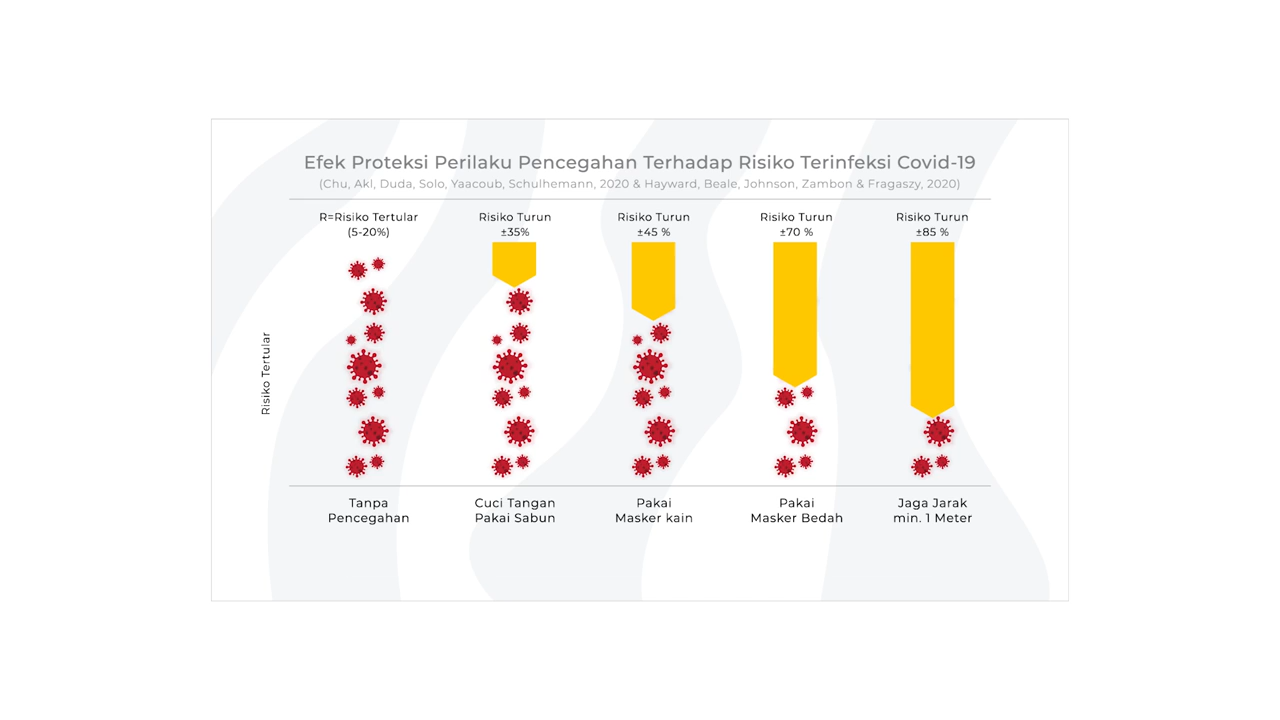 Efek Proteksi Perilaku Pencegahan Terhadap Risiko Terinfeksi Covid-19
(Chu, Akl, Duda, Solo, Yaacoub, Schulhemann, 2020 & Hayward, Beale, Johnson, Zambon & Fragaszy, 2020)
R=Risiko Tertular
(5-20%)
Risiko Turun
±35%
Risiko Turun
±45 %
Risiko Turun
±70 %
Risiko Turun
±85 %
Risiko Tertular
Tanpa
Pencegahan
Cuci Tangan
Pakai Sabun
Pakai
Masker kain
Pakai
Masker Bedah
Jaga Jarak
min. 1 Meter